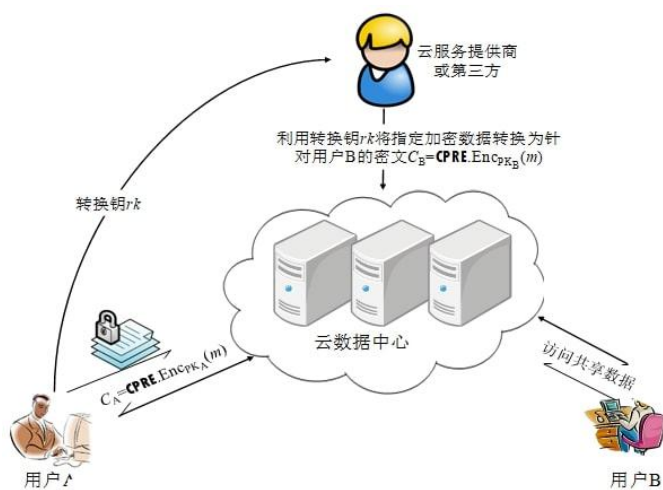 云服务提供商
或第三方
利用转换钥rk将指定加密数据转换为针
对用户B的密文C_B=CPRE.Enc_PK_B(m)
转换钥rk
云数据中心
C_A=CPRE.Enc_PK_A(m)
访问共享数据
用户A
用户B